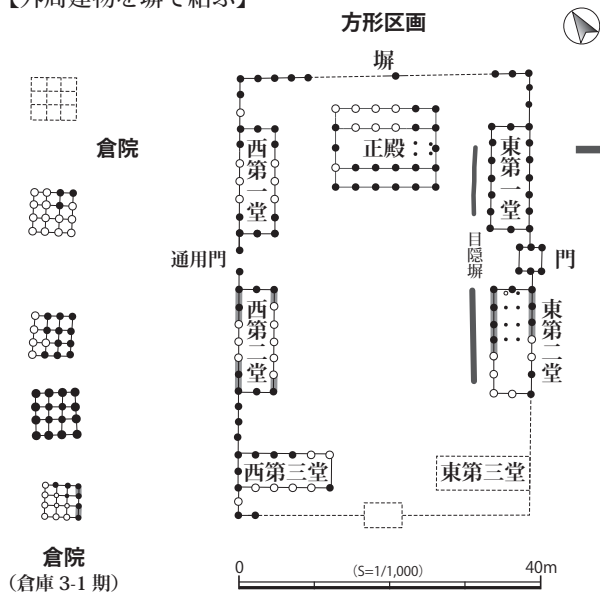 【外周建物を塀で結ぶ】
方形区画
塀
倉院
西第一堂
正殿
東第一堂
通用門
目隠塀
門
西第二堂
東第二堂
西第三堂
東第三堂
倉院
（倉庫 3-1 期）
0
（S=1/1,000）
40m